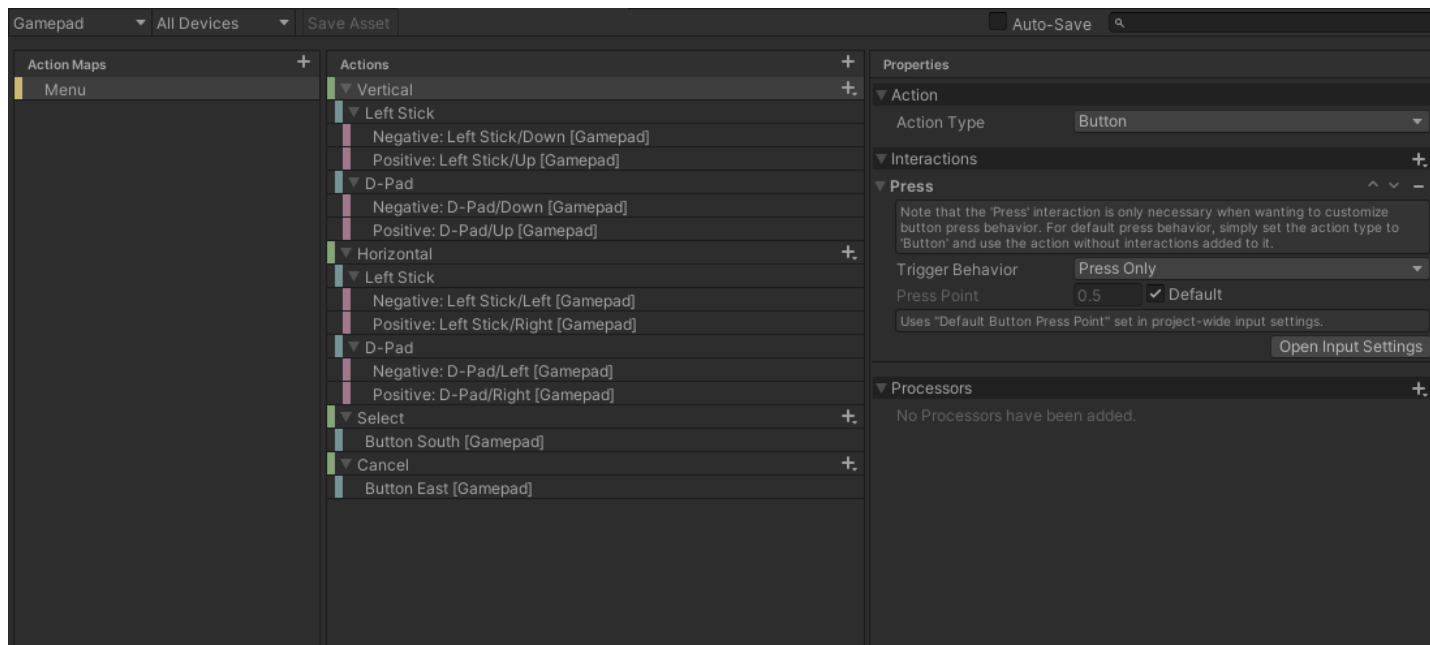 Gamepad
All Devices
Save Asset
Auto-Save
Action Maps
Menu
Actions
Vertical
Left Stick
Negative: Left Stick/Down [Gamepad]
Positive: Left Stick/Up [Gamepad]
D-Pad
Negative: D-Pad/Down [Gamepad]
Positive: D-Pad/Up [Gamepad]
Horizontal
Left Stick
Negative: Left Stick/Left [Gamepad]
Positive: Left Stick/Right [Gamepad]
D-Pad
Negative: D-Pad/Left [Gamepad]
Positive: D-Pad/Right [Gamepad]
Select
Button South [Gamepad]
Cancel
Button East [Gamepad]
Properties
Action
Action Type
Button
Interactions
Press
Note that the 'Press' interaction is only necessary when wanting to customize
button press behavior. For default press behavior, simply set the action type to
'Button' and use the action without interactions added to it.
Trigger Behavior
Press Only
Press Point
0.5
Default
Uses "Default Button Press Point" set in project-wide input settings.
Open Input Settings
Processors
No Processors have been added.